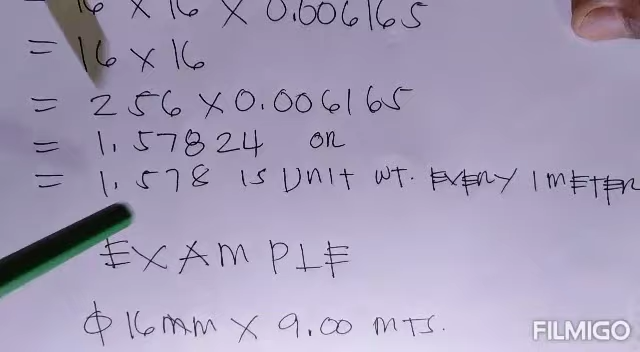 16 X 16 X 0.006165
= 16 X 16
= 256 X 0.006165
= 1.57824 OR
= 1.578 IS UNIT WT. EVERY 1 METER
EXAMPLE
ϕ 16mm X 9.00 MTS.
FILMIGO